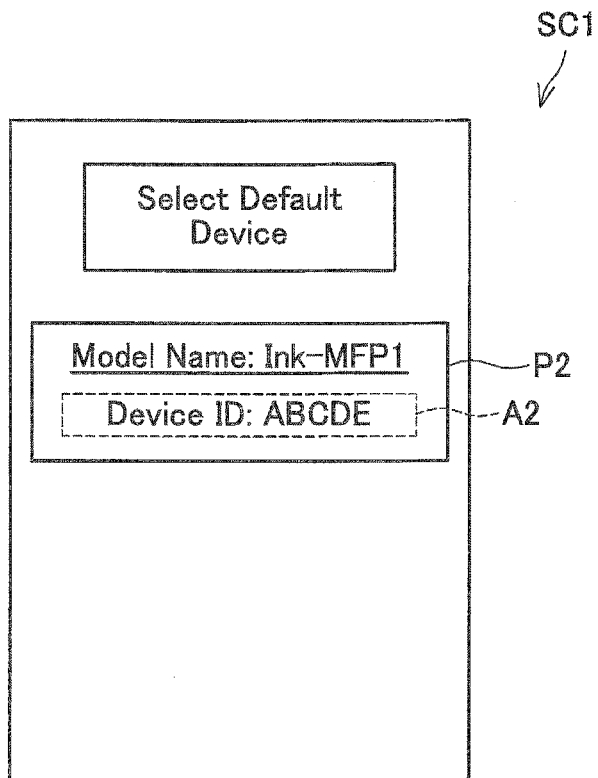 SC1
Select Default
Device
Model Name: Ink-MFP1
P2
Device ID: ABCDE
A2